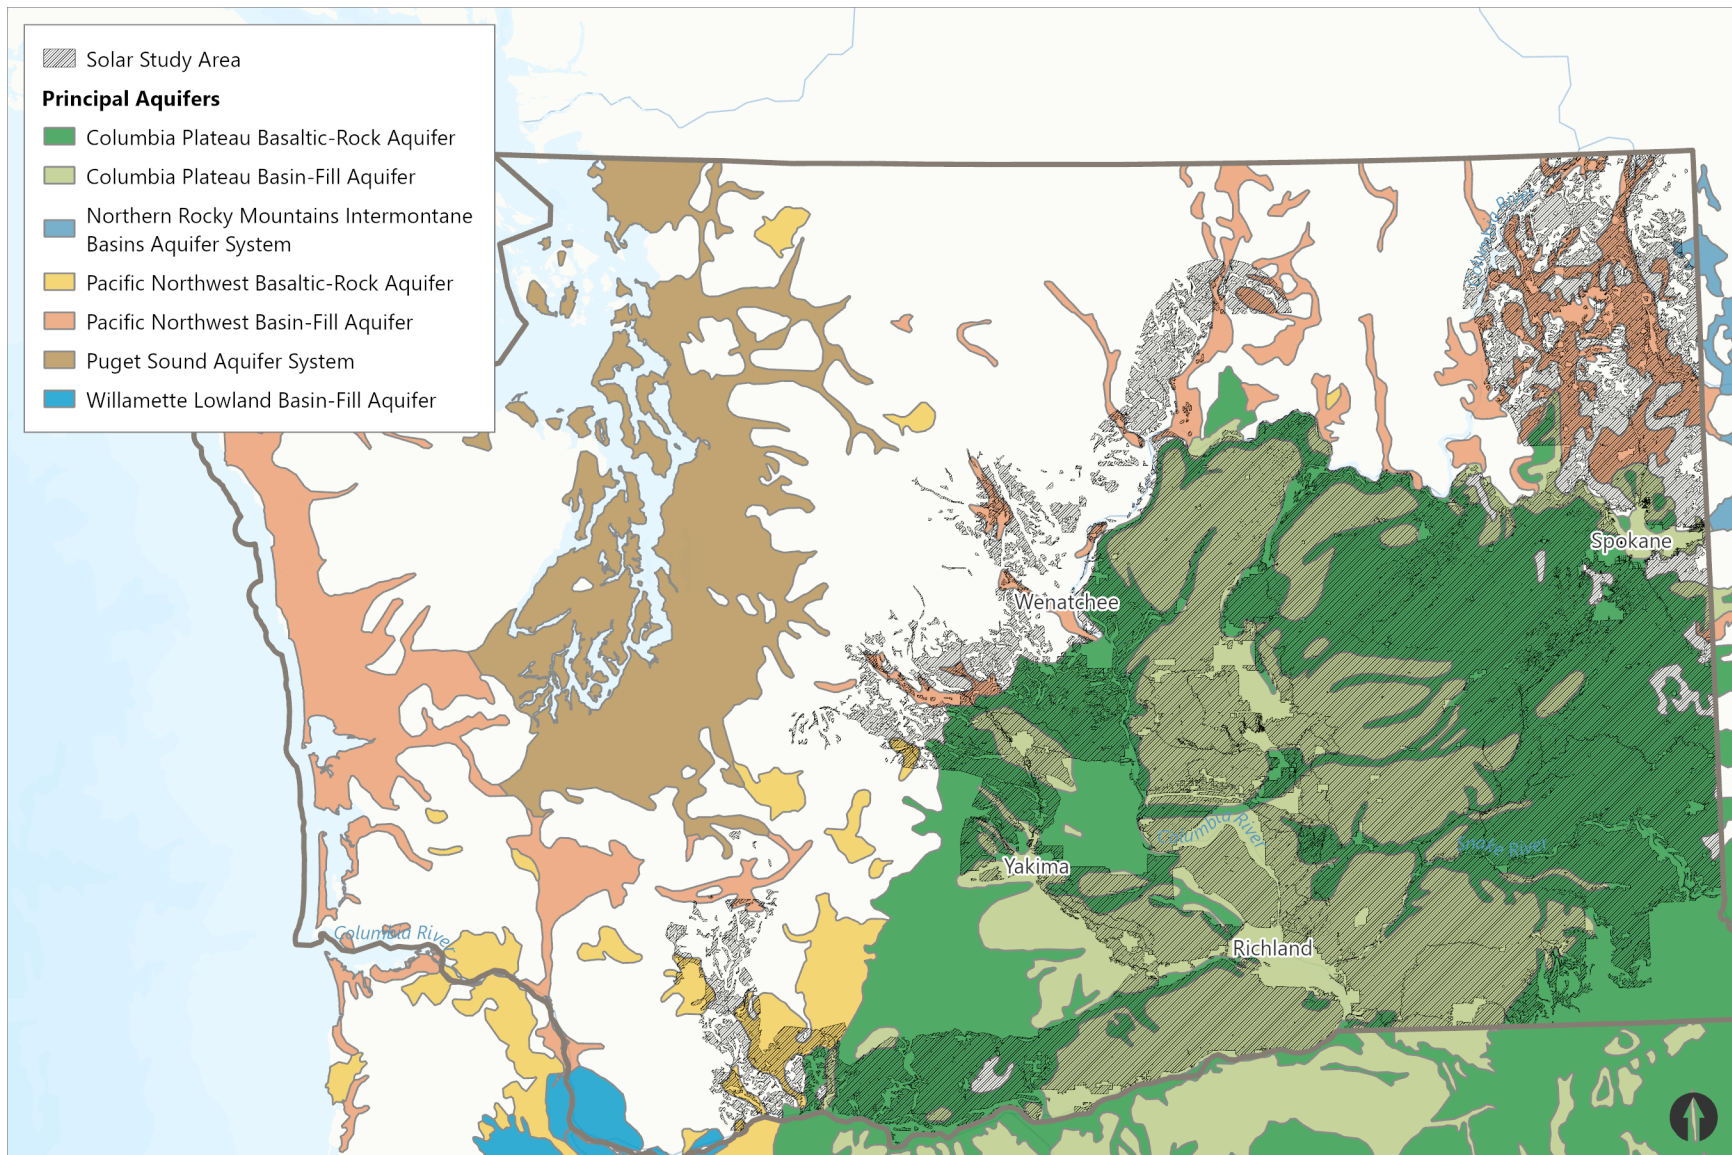 Solar Study Area
Principal Aquifers
Columbia Plateau Basaltic-Rock Aquifer
Columbia Plateau Basin-Fill Aquifer
Northern Rocky Mountains Intermontane
Basins Aquifer System
Pacific Northwest Basaltic-Rock Aquifer
Pacific Northwest Basin-Fill Aquifer
Puget Sound Aquifer System
Willamette Lowland Basin-Fill Aquifer
Columbia River
Spokane
Wenatchee
Columbia River
Snake River
Yakima
Columbia River
Richland